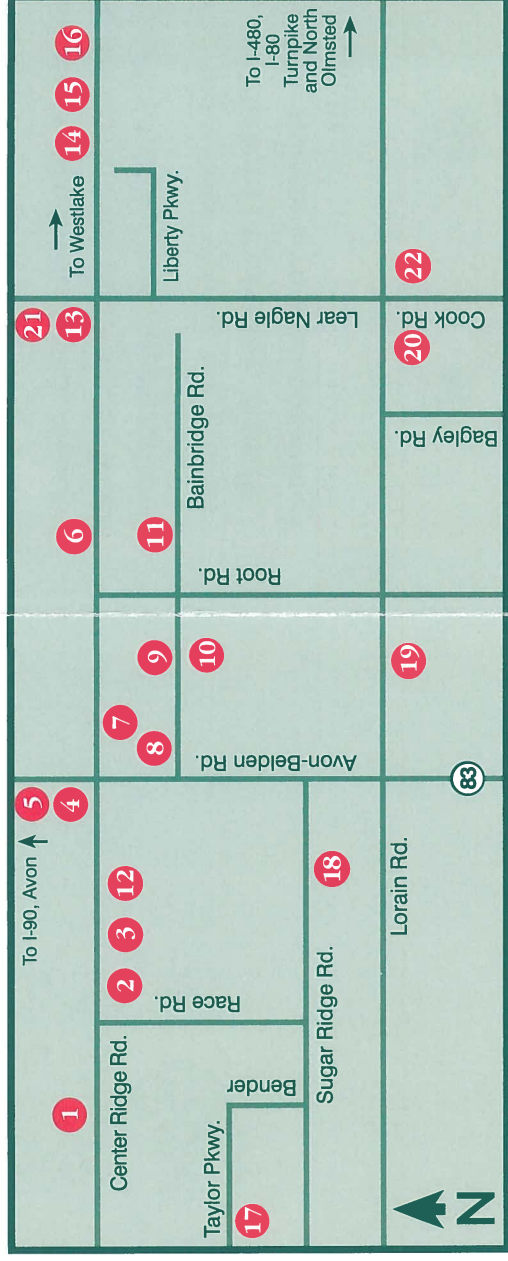 To I-90, Avon
5
21
1
4
6
13
To Westlake
14
15
16
Center Ridge Rd.
2
3
12
7
8
9
11
Liberty Pkwy.
Race Rd.
Bainbridge Rd.
10
Taylor Pkwy.
17
Bender
Avon-Belden Rd.
Root Rd.
Lear Nagle Rd.
To I-480,
I-80
Turnpike
and North
Olmsted
Sugar Ridge Rd.
18
Lorain Rd.
19
20
22
Bagley Rd.
Cook Rd.
83
N